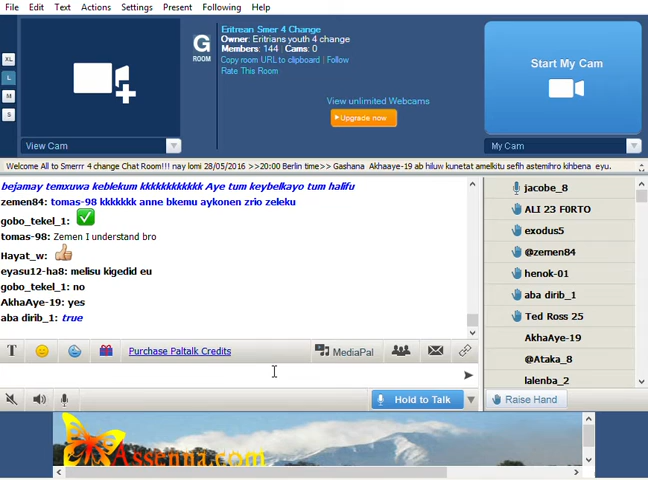 File Edit Text Actions Settings Present Following Help
XL
L
M
S
View Cam
G
ROOM
Eritrean Smer 4 Change
Owner: Eritrians youth 4 change
Members: 144 | Cams: 0
Copy room URL to clipboard | Follow
Rate This Room
View unlimited Webcams
Upgrade now
Start My Cam
My Cam
Welcome All to Smerrr 4 change Chat Room!!! nay lomi 28/05/2016 >>20:00 Berlin time>> Gashana Akhaaye-19 ab hiluw kunetat amelkitu sefih astemihro kihbena eyu.
bejamay temxuwa keblekum kkkkkkkkkkkk Aye tum keybelkayo tum halifu
zemen84: tomas-98 kkkkkkk anne bkemu aykonen zrio zeleku
gobo_tekel_1:
tomas-98: Zemen I understand bro
Hayat_w:
eyasu12-ha8: melisu kigedid eu
gobo_tekel_1: no
AkhaAye-19: yes
aba dirib_1: true
jacobe_8
ALI 23 F0RTO
exodus5
@zemen84
henok-01
aba dirib_1
Ted Ross 25
AkhaAye-19
@Ataka_8
lalenba_2
T
Purchase Paltalk Credits
MediaPal
Hold to Talk
Raise Hand
Assenna.com